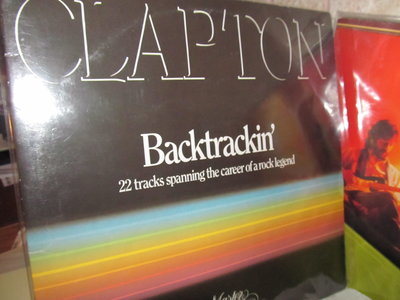 CLAPTON
Backtrackin'
22 tracks spanning the career of a rock legend